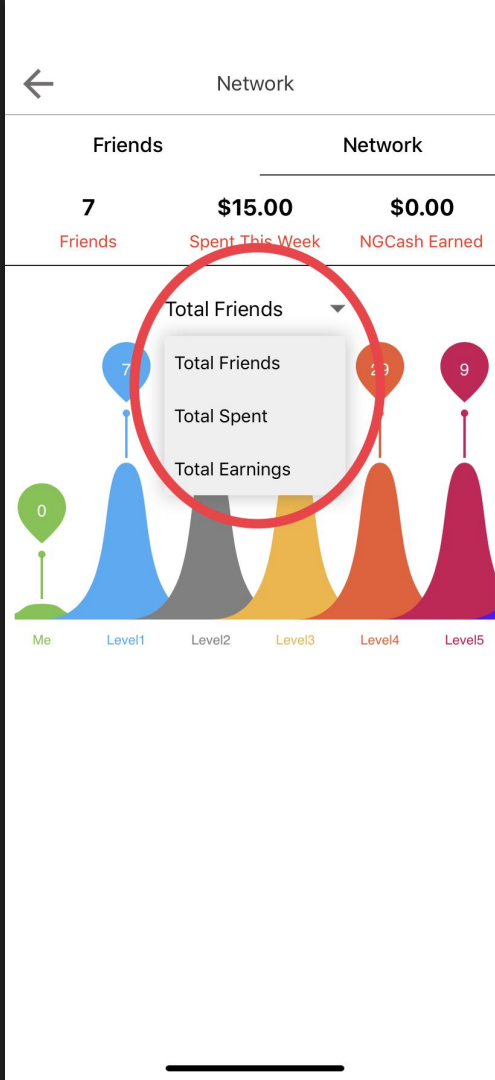 Network
Friends Network
7 $15.00 $0.00
Friends Spent This Week NGCash Earned
Total Friends
Total Friends
Total Spent
Total Earnings
7 29 9
0
Me Level1 Level2 Level3 Level4 Level5